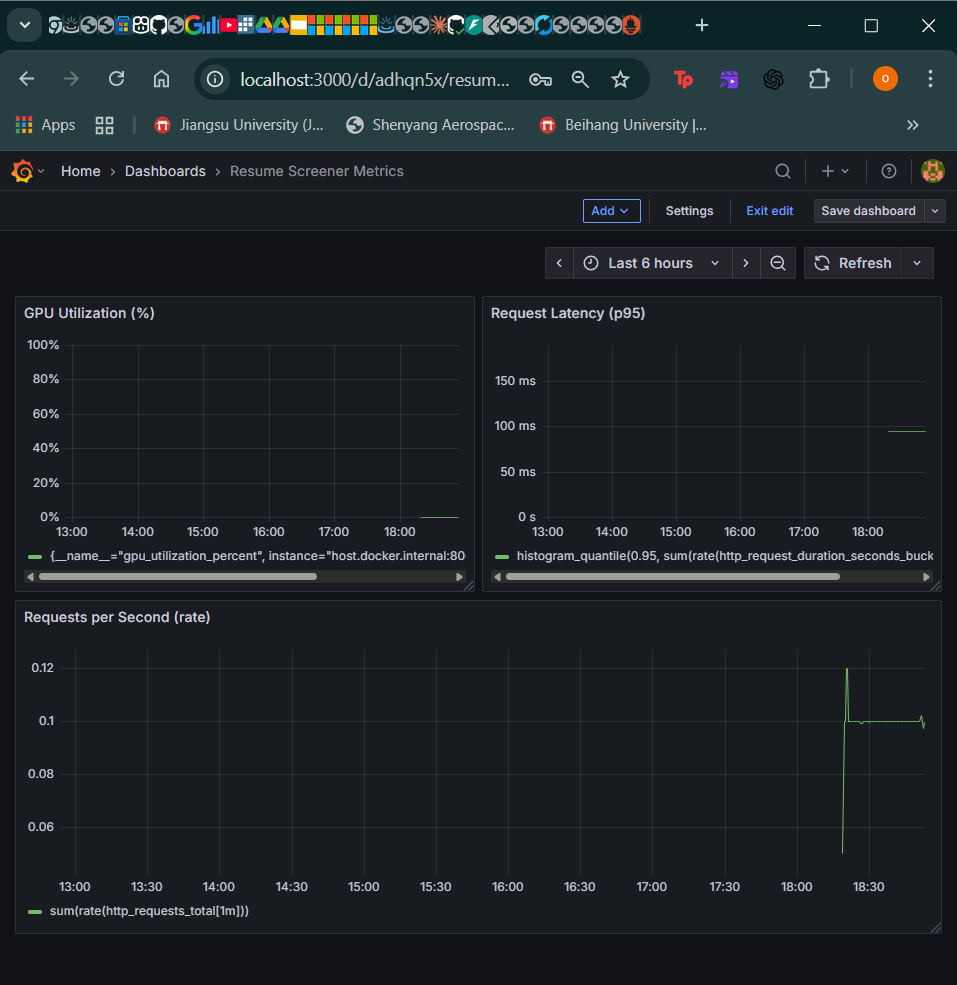 localhost:3000/d/adhqn5x/resum...
Tp
O
Apps
Jiangsu University (J...
Shenyang Aerospac...
Beihang University |...
Home › Dashboards › Resume Screener Metrics
Add
Settings
Exit edit
Save dashboard
Last 6 hours
Refresh
GPU Utilization (%)
100%
80%
60%
40%
20%
0%
13:00 14:00 15:00 16:00 17:00 18:00
{__name__="gpu_utilization_percent", instance="host.docker.internal:80
Request Latency (p95)
150 ms
100 ms
50 ms
0 s
13:00 14:00 15:00 16:00 17:00 18:00
histogram_quantile(0.95, sum(rate(http_request_duration_seconds_buck
Requests per Second (rate)
0.12
0.1
0.08
0.06
13:00 13:30 14:00 14:30 15:00 15:30 16:00 16:30 17:00 17:30 18:00 18:30
sum(rate(http_requests_total[1m]))